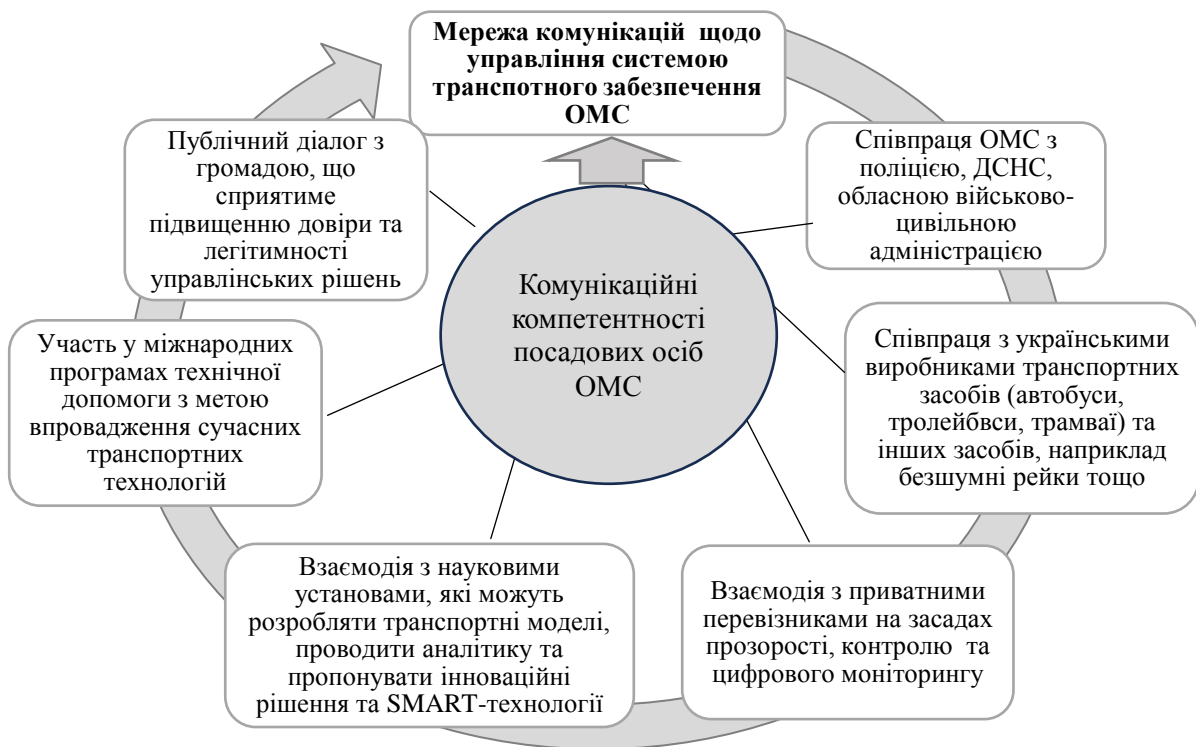 Мережа комунікацій щодо
управління системою
транспотного забезпечення
ОМС
Публічний діалог з
громадою, що
сприятиме
підвищенню довіри та
легітимності
управлінських рішень
Співпраця ОМС з
поліцією, ДСНС,
обласною військово-
цивільною
адміністрацією
Комунікаційні
компетентності
посадових осіб
ОМС
Участь у міжнародних
програмах технічної
допомоги з метою
впровадження сучасних
транспортних
технологій
Співпраця з українськими
виробниками транспортних
засобів (автобуси,
тролейбвси, трамваї) та
інших засобів, наприклад
безшумні рейки тощо
Взаємодія з науковими
установами, які можуть
розробляти транспортні моделі,
проводити аналітику та
пропонувати інноваційні
рішення та SMART-технології
Взаємодія з приватними
перевізниками на засадах
прозорості, контролю та
цифрового моніторингу